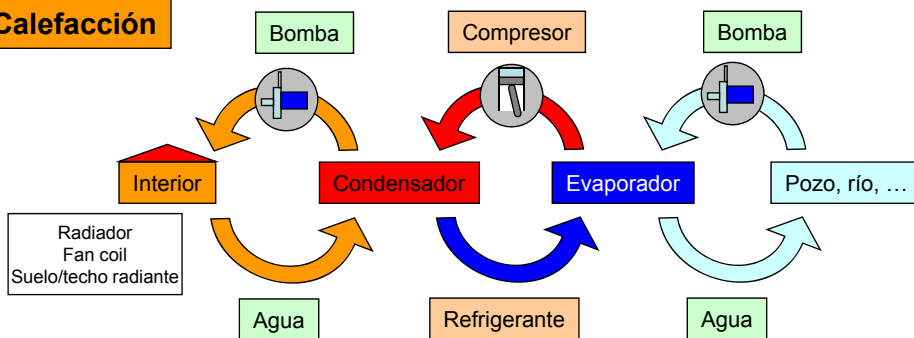 Calefacción
Bomba
Compresor
Bomba
Interior
Condensador
Evaporador
Pozo, río, …
Radiador
Fan coil
Suelo/techo radiante
Agua
Refrigerante
Agua